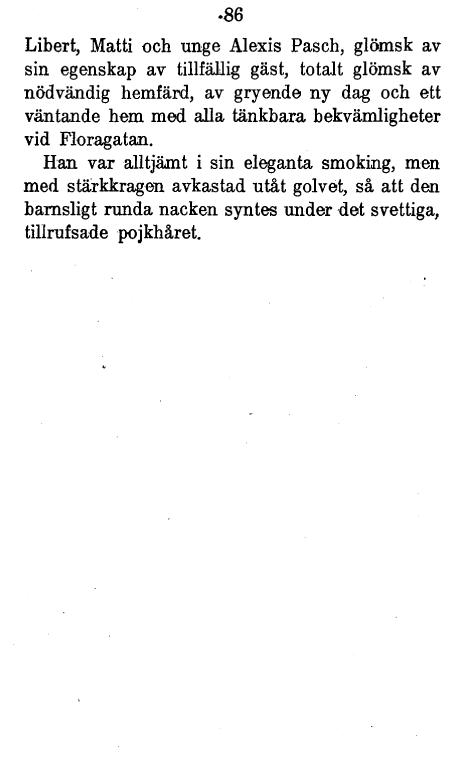 86
Libert, Matti och unge Alexis Pasch, glömsk av
sin egenskap av tillfällig gäst, totalt glömsk av
nödvändig hemfärd, av gryende ny dag och ett
väntande hem med alla tänkbara bekvämligheter
vid Floragatan.
Han var alltjämt i sin eleganta smoking, men
med stärkkragen avkastad utåt golvet, så att den
barnsligt runda nacken syntes under det svettiga,
tillrufsade pojkhåret.